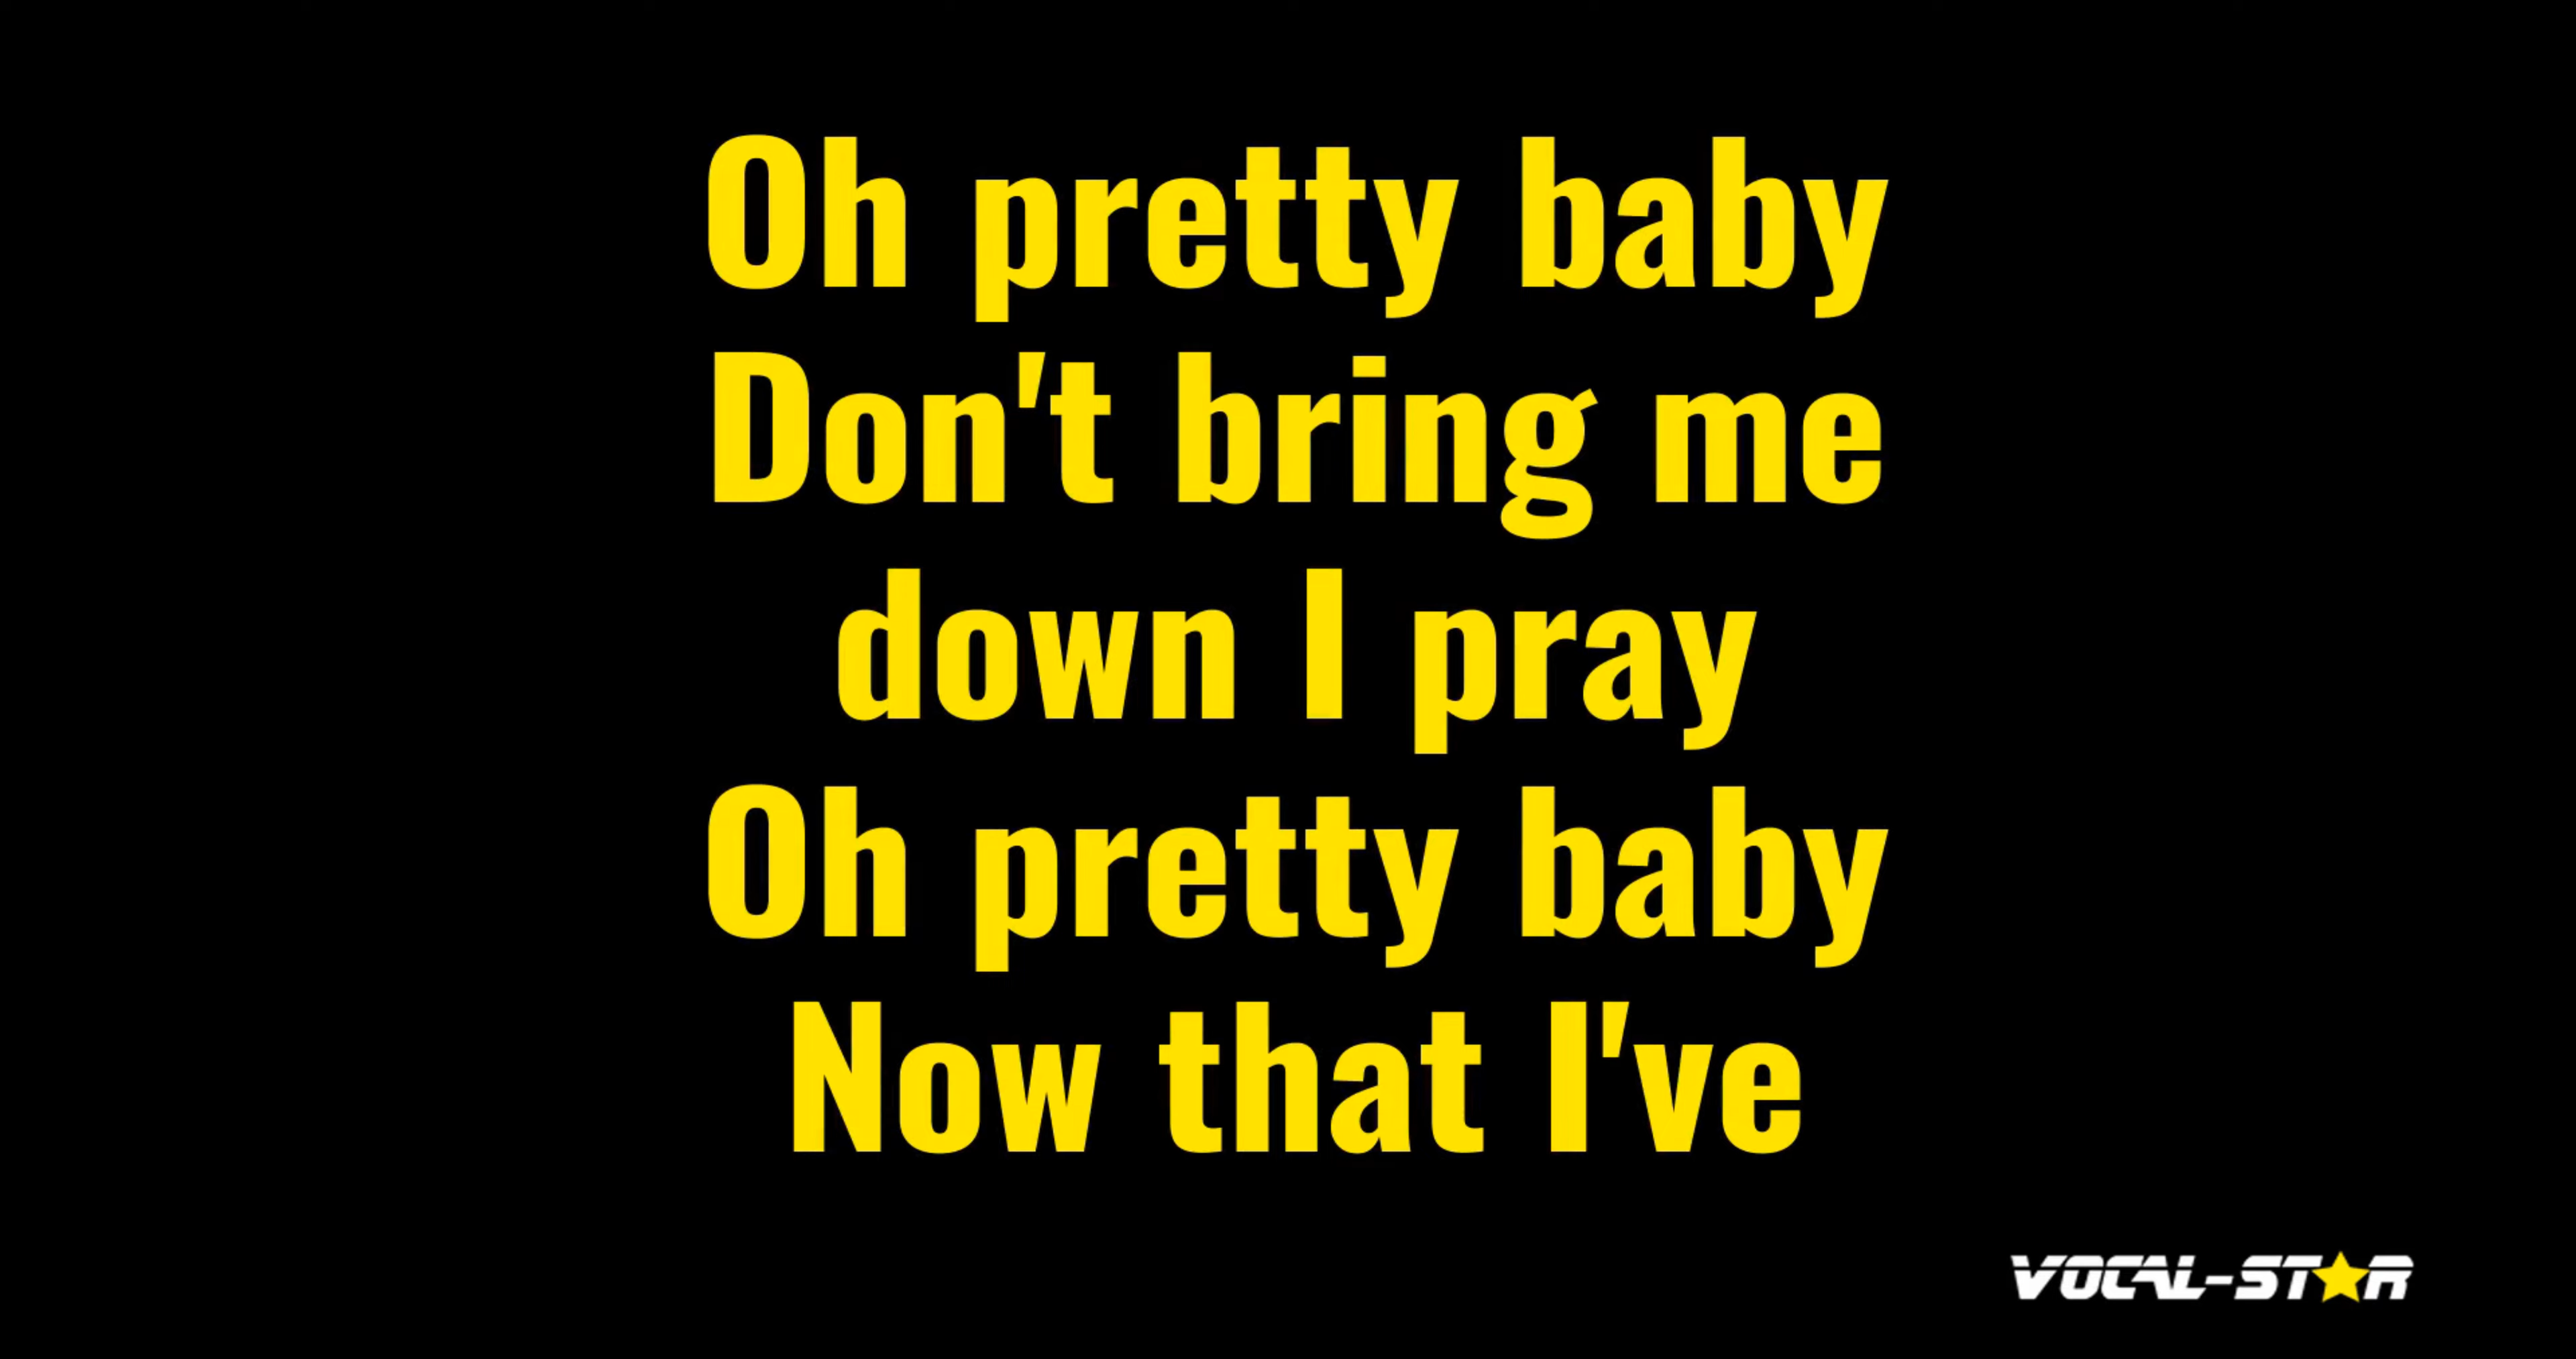 Oh pretty baby
Don't bring me
down I pray
Oh pretty baby
Now that I've
VOCAL-STAR